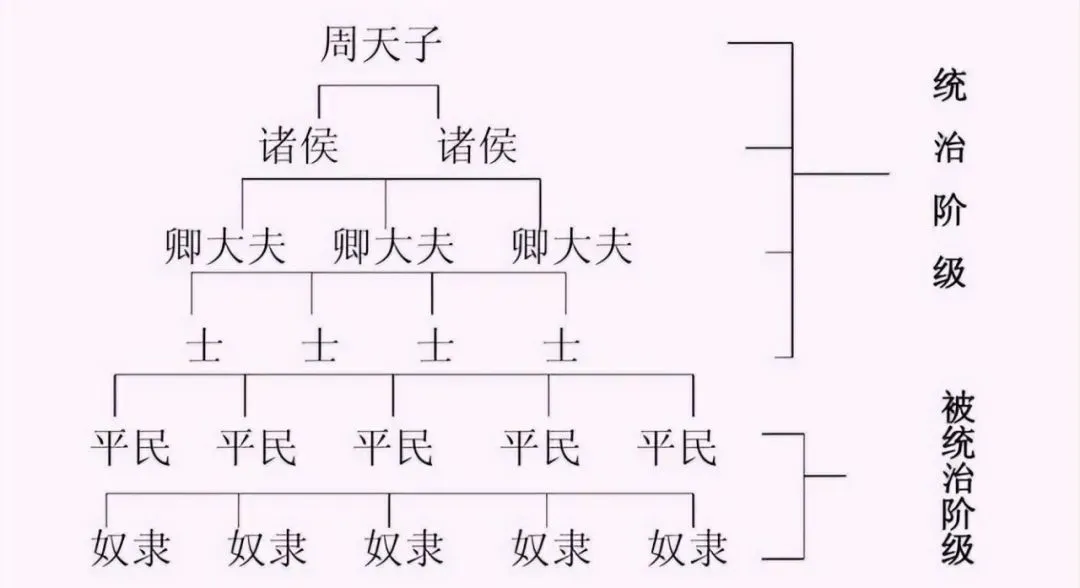 周天子
诸侯 诸侯
卿大夫 卿大夫 卿大夫
士 士 士 士
平民 平民 平民 平民 平民
奴隶 奴隶 奴隶 奴隶 奴隶
统治阶级
被统治阶级